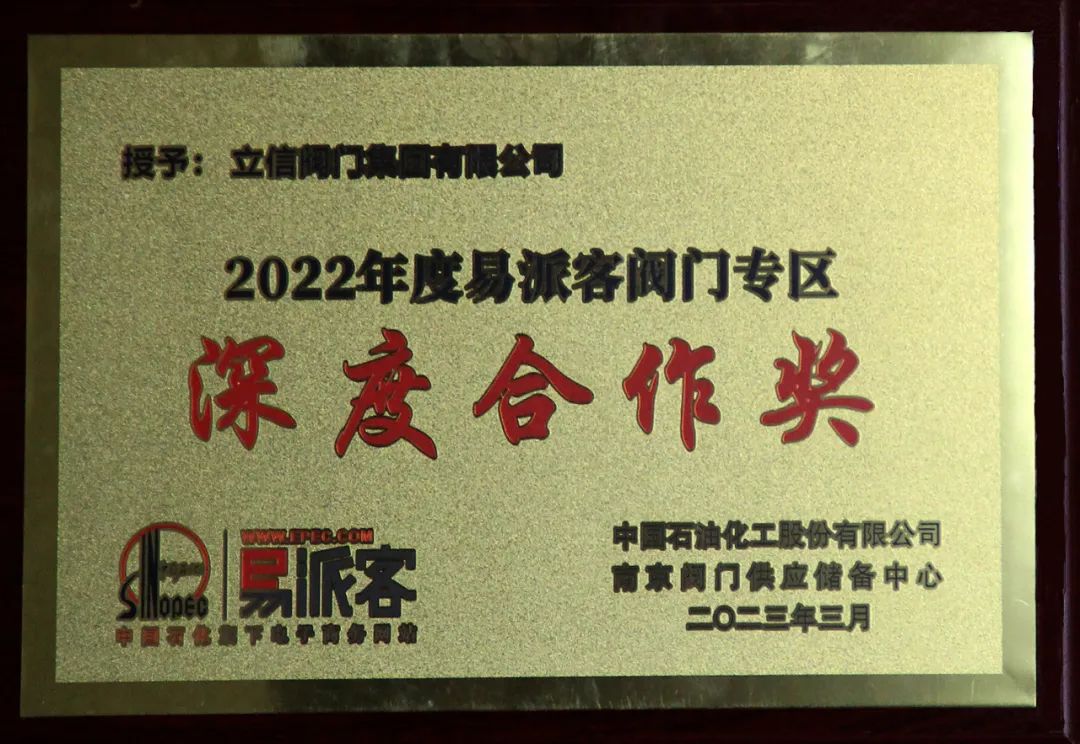 授予： 立信阀门集团有限公司
2022年度易派客阀门专区
深度合作奖
SINOPEC
WWW.EPEC.COM
易派客
中国石化旗下电子商务网站
中国石油化工股份有限公司
南京阀门供应储备中心
二〇二三年三月